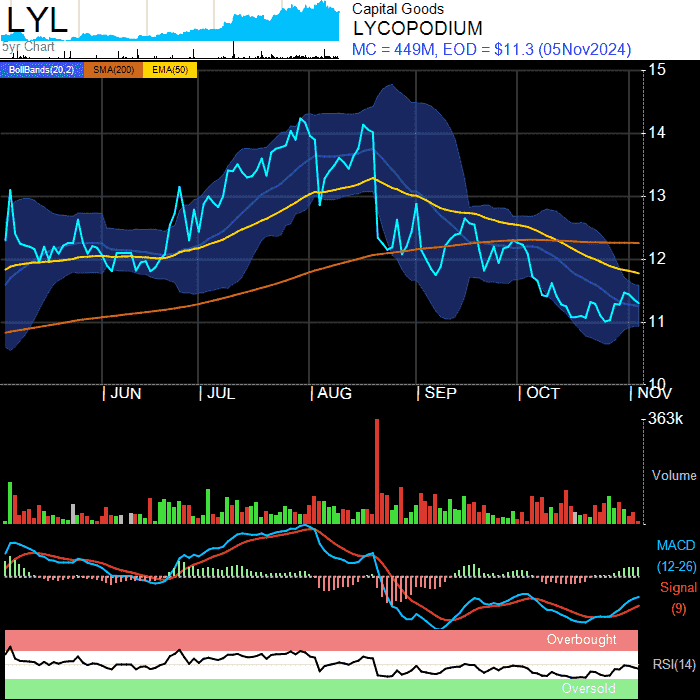 LYL
5yr Chart
Capital Goods
LYCOPODIUM
MC = 449M, EOD = $11.3 (05Nov2024)
BollBands(20,2) SMA(200) EMA(50)
15
14
13
12
11
10
JUN JUL AUG SEP OCT NOV
363k
Volume
MACD
(12-26)
Signal
(9)
Overbought
RSI(14)
Oversold